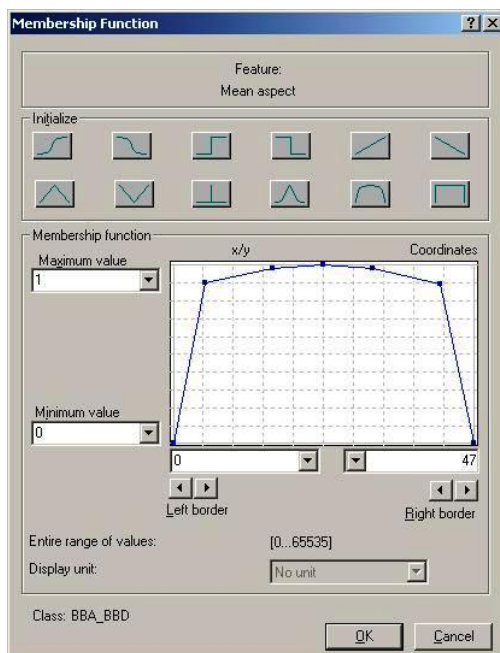 Membership Function
Feature:
Mean aspect
Initialize
Membership function
x/y
Coordinates
Maximum value
1
Minimum value
0
0
47
Left border
Right border
Entire range of values:
[0...65535]
Display unit:
No unit
Class: BBA_BBD
OK
Cancel